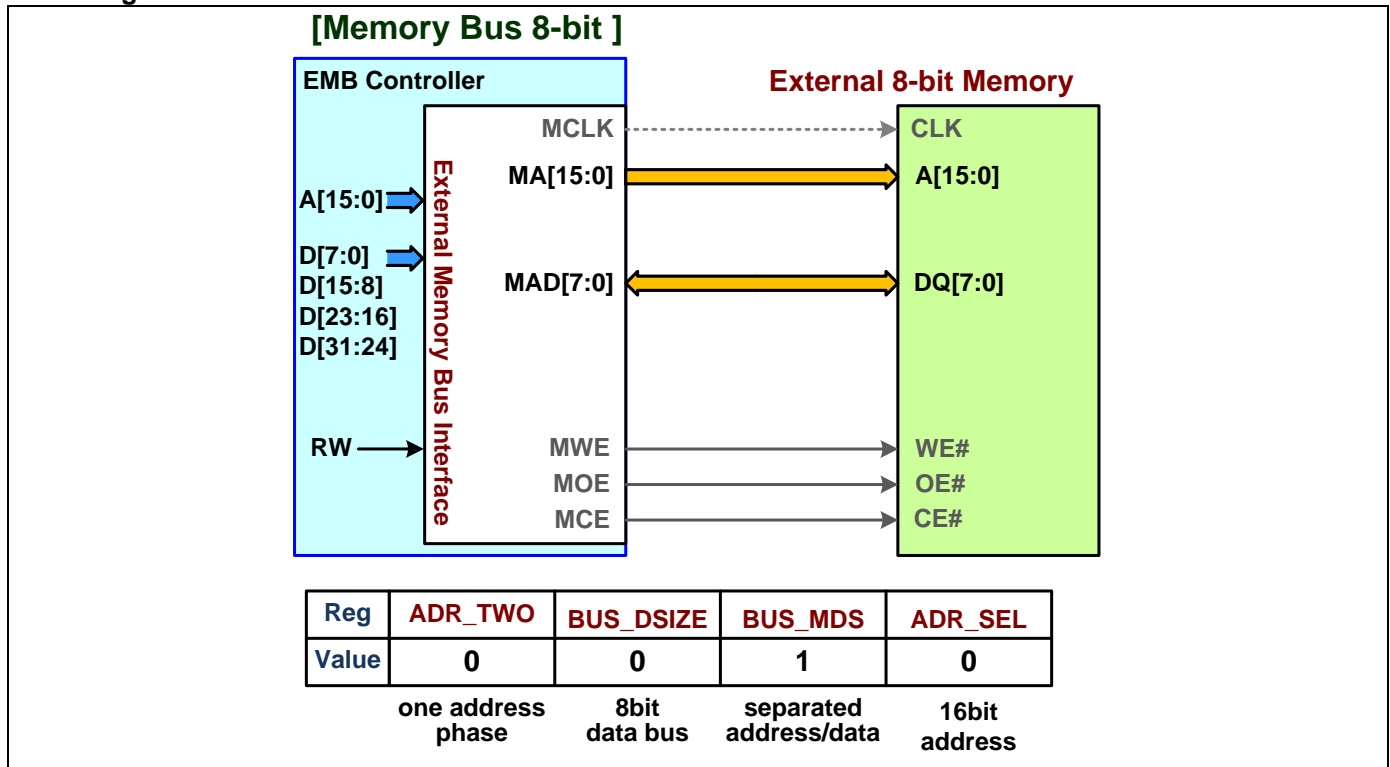 [Memory Bus 8-bit ]
EMB Controller
External 8-bit Memory
MCLK
CLK
External Memory Bus Interface
MA[15:0]
A[15:0]
A[15:0]
D[7:0]
D[15:8]
D[23:16]
D[31:24]
MAD[7:0]
DQ[7:0]
RW
MWE
WE#
MOE
OE#
MCE
CE#
Reg ADR_TWO BUS_DSIZE BUS_MDS ADR_SEL
Value 0 0 1 0
one address phase
8bit data bus
separated address/data
16bit address